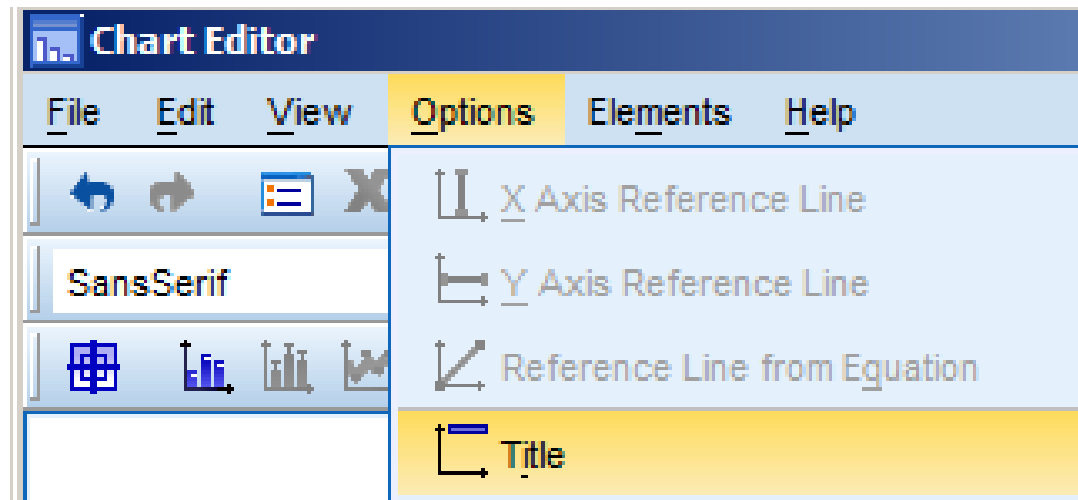 Chart Editor
File Edit View Options Elements Help
X Axis Reference Line
SansSerif
Y Axis Reference Line
Reference Line from Equation
Title